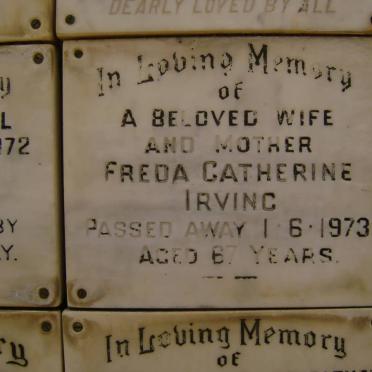 DEARLY LOVED BY ALL
In Loving Memory
of
A BELOVED WIFE
AND MOTHER
FREDA CATHERINE
IRVING
PASSED AWAY 1·6·1973
AGED 67 YEARS.
In Loving Memory
of